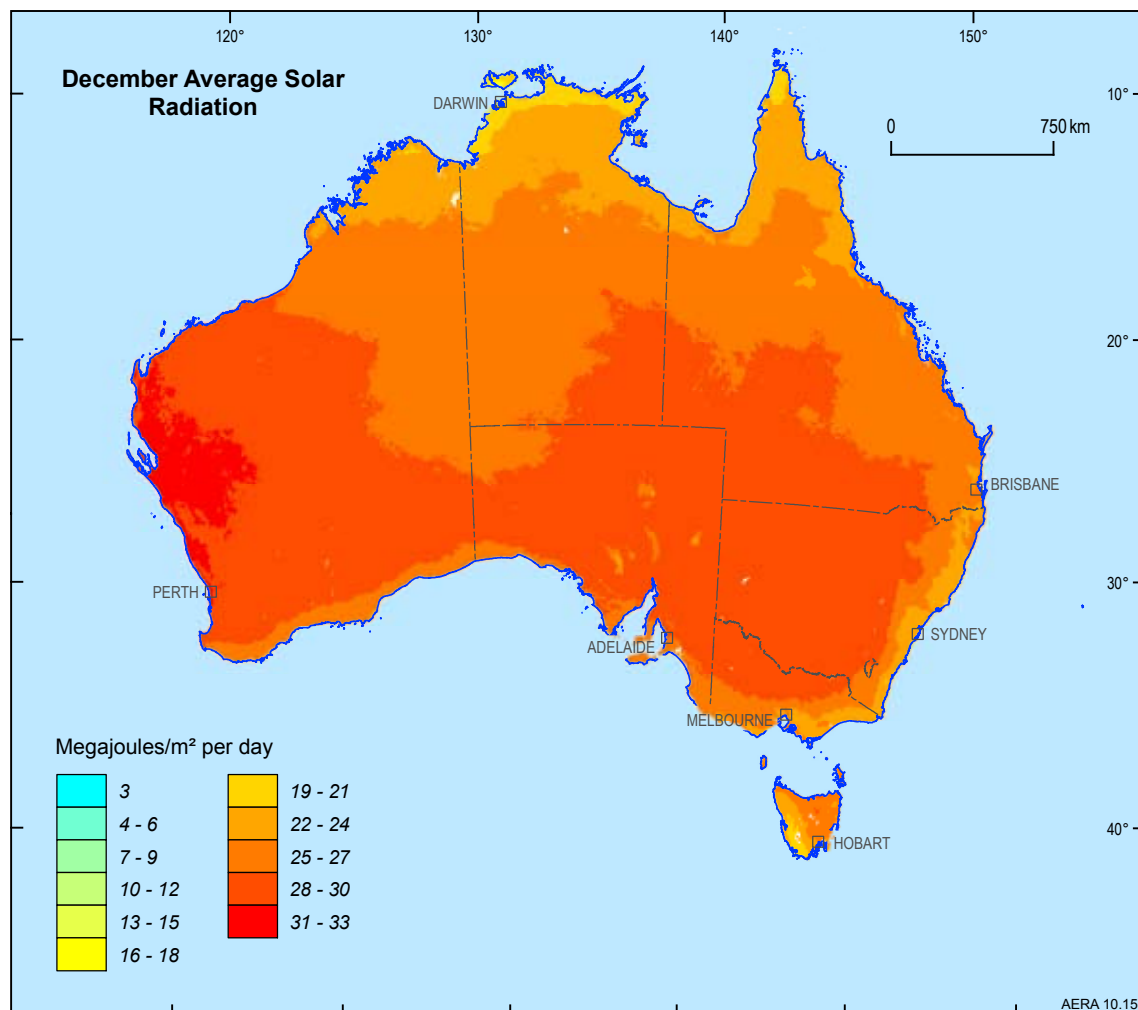 120°
130°
140°
150°
December Average Solar
Radiation
DARWIN
10°
0
750 km
20°
BRISBANE
PERTH
30°
ADELAIDE
SYDNEY
MELBOURNE
Megajoules/m² per day
3
4 - 6
7 - 9
10 - 12
13 - 15
16 - 18
19 - 21
22 - 24
25 - 27
28 - 30
31 - 33
40°
HOBART
AERA 10.15